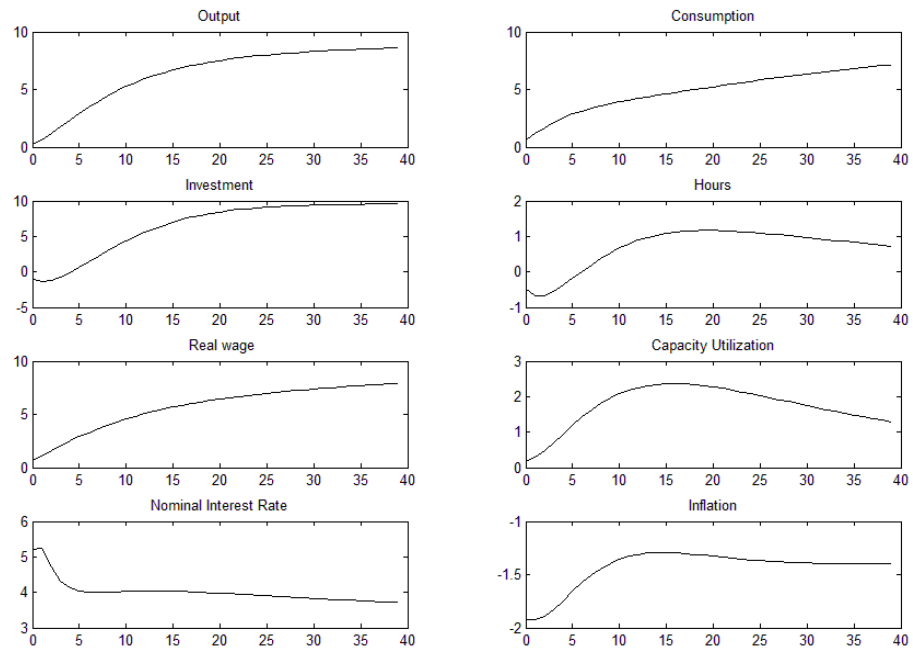 Output
10
5
0
0 5 10 15 20 25 30 35 40
Consumption
10
5
0
0 5 10 15 20 25 30 35 40
Investment
10
5
0
-5
0 5 10 15 20 25 30 35 40
Hours
2
1
0
-1
0 5 10 15 20 25 30 35 40
Real wage
10
5
0
0 5 10 15 20 25 30 35 40
Capacity Utilization
3
2
1
0
0 5 10 15 20 25 30 35 40
Nominal Interest Rate
6
5
4
3
0 5 10 15 20 25 30 35 40
Inflation
-1
-1.5
-2
0 5 10 15 20 25 30 35 40